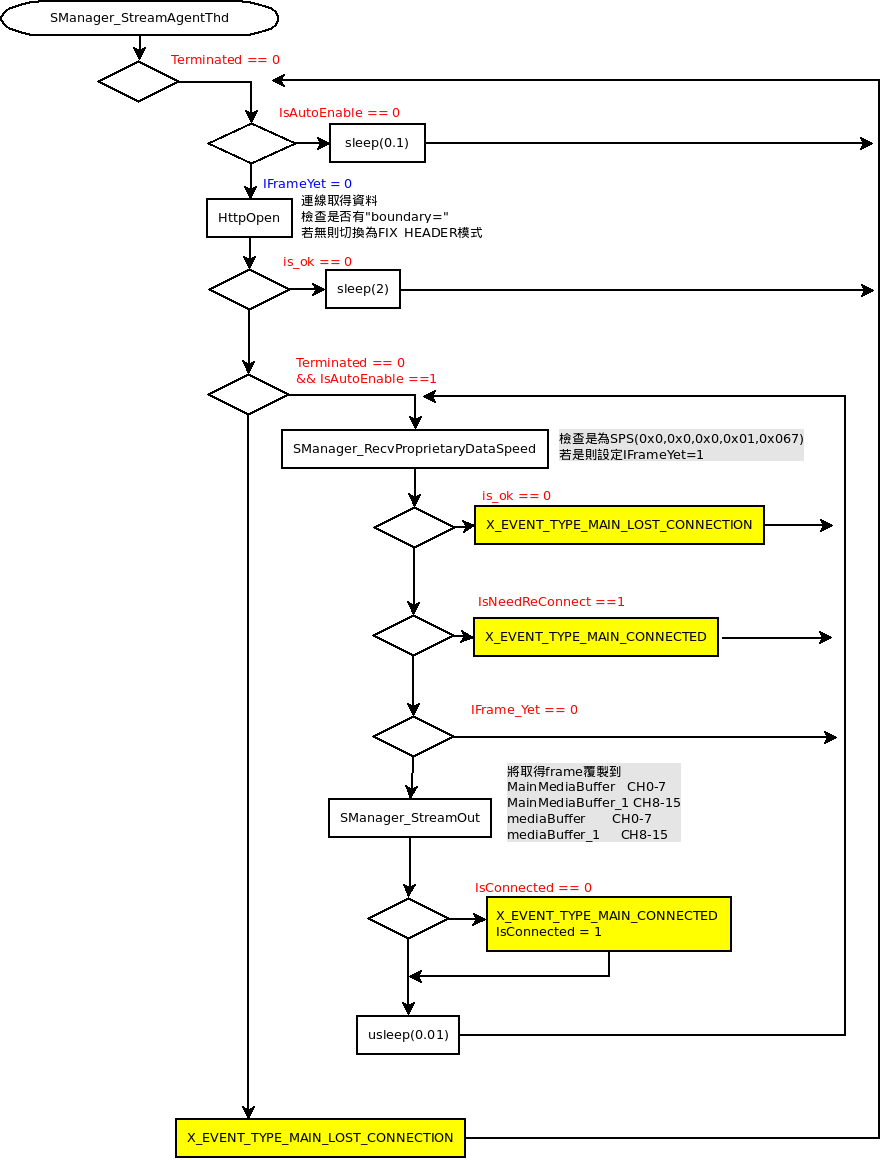 SManager_StreamAgentThd
Terminated == 0
IsAutoEnable == 0
sleep(0.1)
IFrameYet = 0
HttpOpen
連線取得資料
檢查是否有"boundary="
若無則切換為FIX HEADER模式
is_ok == 0
sleep(2)
Terminated == 0
&& IsAutoEnable ==1
SManager_RecvProprietaryDataSpeed
檢查是為SPS(0x0,0x0,0x0,0x01,0x067)
若是則設定IFrameYet=1
is_ok == 0
X_EVENT_TYPE_MAIN_LOST_CONNECTION
IsNeedReConnect ==1
X_EVENT_TYPE_MAIN_CONNECTED
IFrame_Yet == 0
將取得frame覆製到
MainMediaBuffer CH0-7
MainMediaBuffer_1 CH8-15
mediaBuffer CH0-7
mediaBuffer_1 CH8-15
SManager_StreamOut
IsConnected == 0
X_EVENT_TYPE_MAIN_CONNECTED
IsConnected = 1
usleep(0.01)
X_EVENT_TYPE_MAIN_LOST_CONNECTION